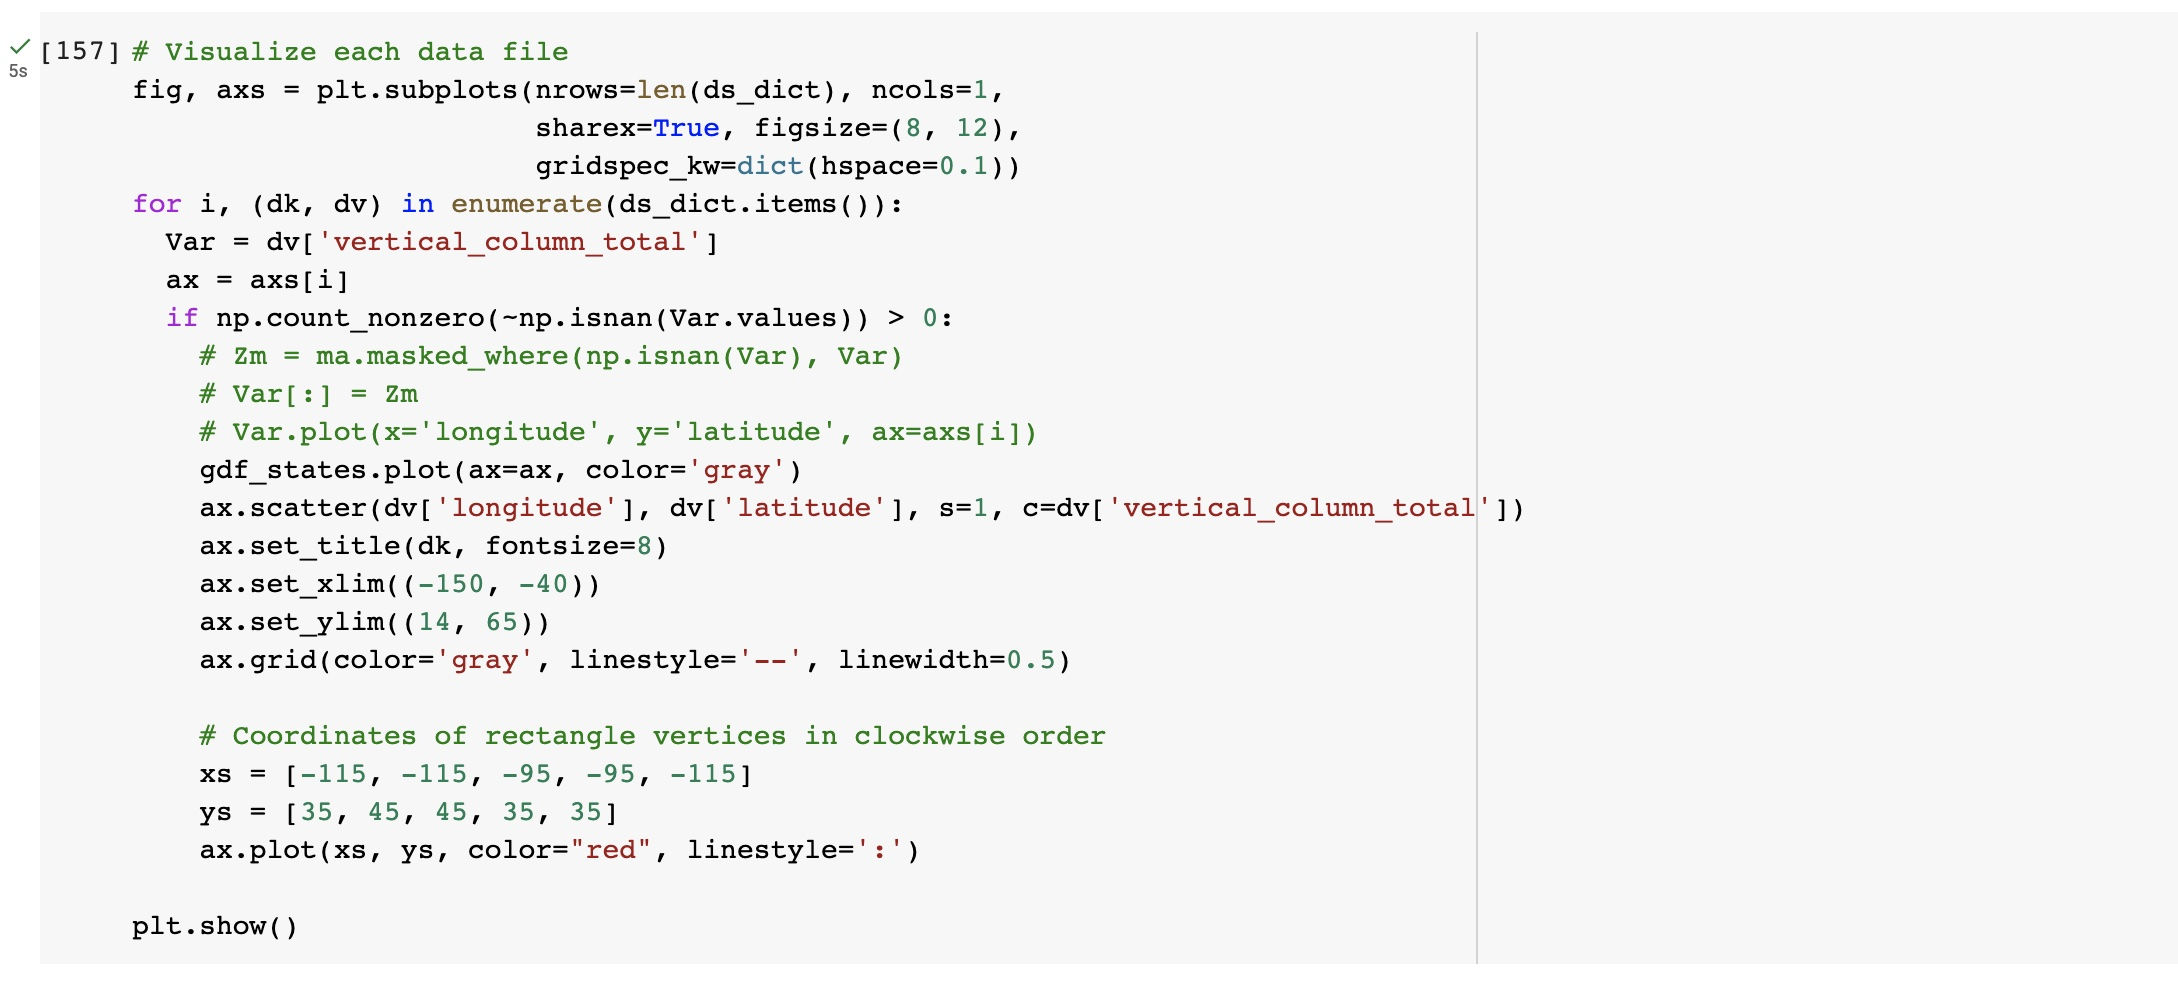 [157] # Visualize each data file
5s
fig, axs = plt.subplots(nrows=len(ds_dict), ncols=1,
                        sharex=True, figsize=(8, 12),
                        gridspec_kw=dict(hspace=0.1))
for i, (dk, dv) in enumerate(ds_dict.items()):
  Var = dv['vertical_column_total']
  ax = axs[i]
  if np.count_nonzero(~np.isnan(Var.values)) > 0:
    # Zm = ma.masked_where(np.isnan(Var), Var)
    # Var[:] = Zm
    # Var.plot(x='longitude', y='latitude', ax=axs[i])
    gdf_states.plot(ax=ax, color='gray')
    ax.scatter(dv['longitude'], dv['latitude'], s=1, c=dv['vertical_column_total'])
    ax.set_title(dk, fontsize=8)
    ax.set_xlim((-150, -40))
    ax.set_ylim((14, 65))
    ax.grid(color='gray', linestyle='--', linewidth=0.5)

    # Coordinates of rectangle vertices in clockwise order
    xs = [-115, -115, -95, -95, -115]
    ys = [35, 45, 45, 35, 35]
    ax.plot(xs, ys, color="red", linestyle=':')

plt.show()